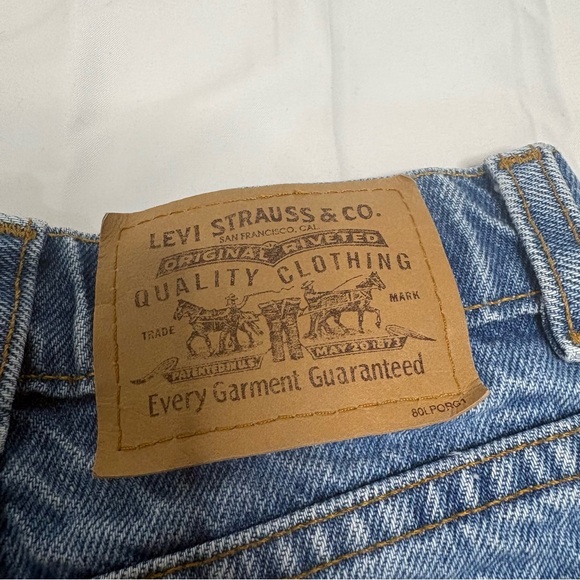 LEVI STRAUSS & CO.
SAN FRANCISCO, CAL.
ORIGINAL RIVETED
QUALITY CLOTHING
TRADE MARK
PATENTED IN U.S. MAY 20 1873
Every Garment Guaranteed